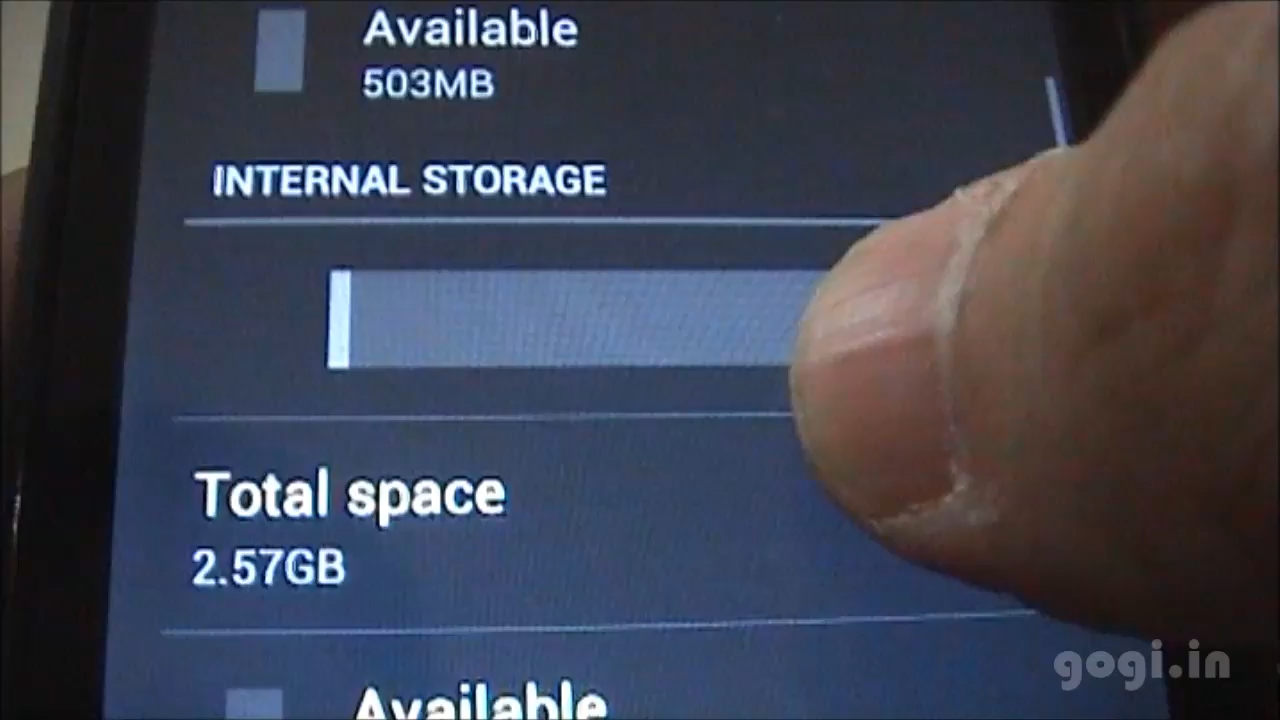 Available
503MB
INTERNAL STORAGE
Total space
2.57GB
Available
gogi.in